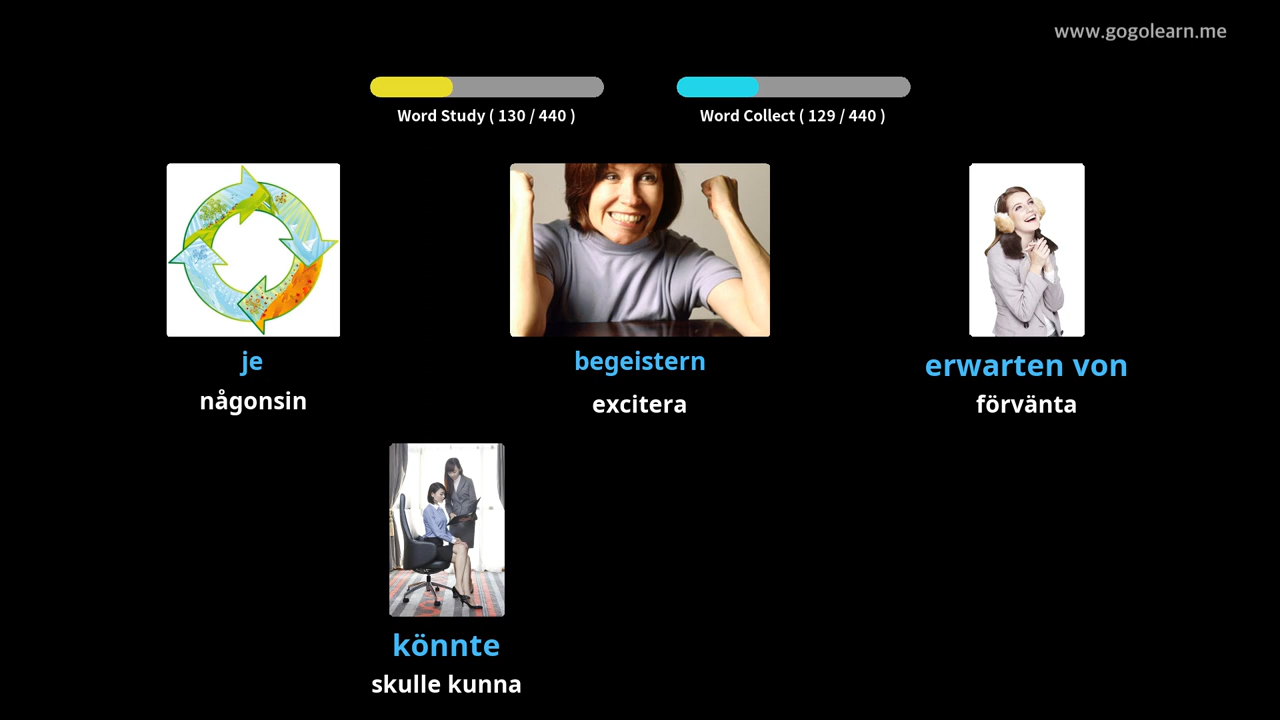 www.gogolearn.me
Word Study ( 130 / 440 )
Word Collect ( 129 / 440 )
je
begeistern
erwarten von
någonsin
excitera
förvänta
könnte
skulle kunna